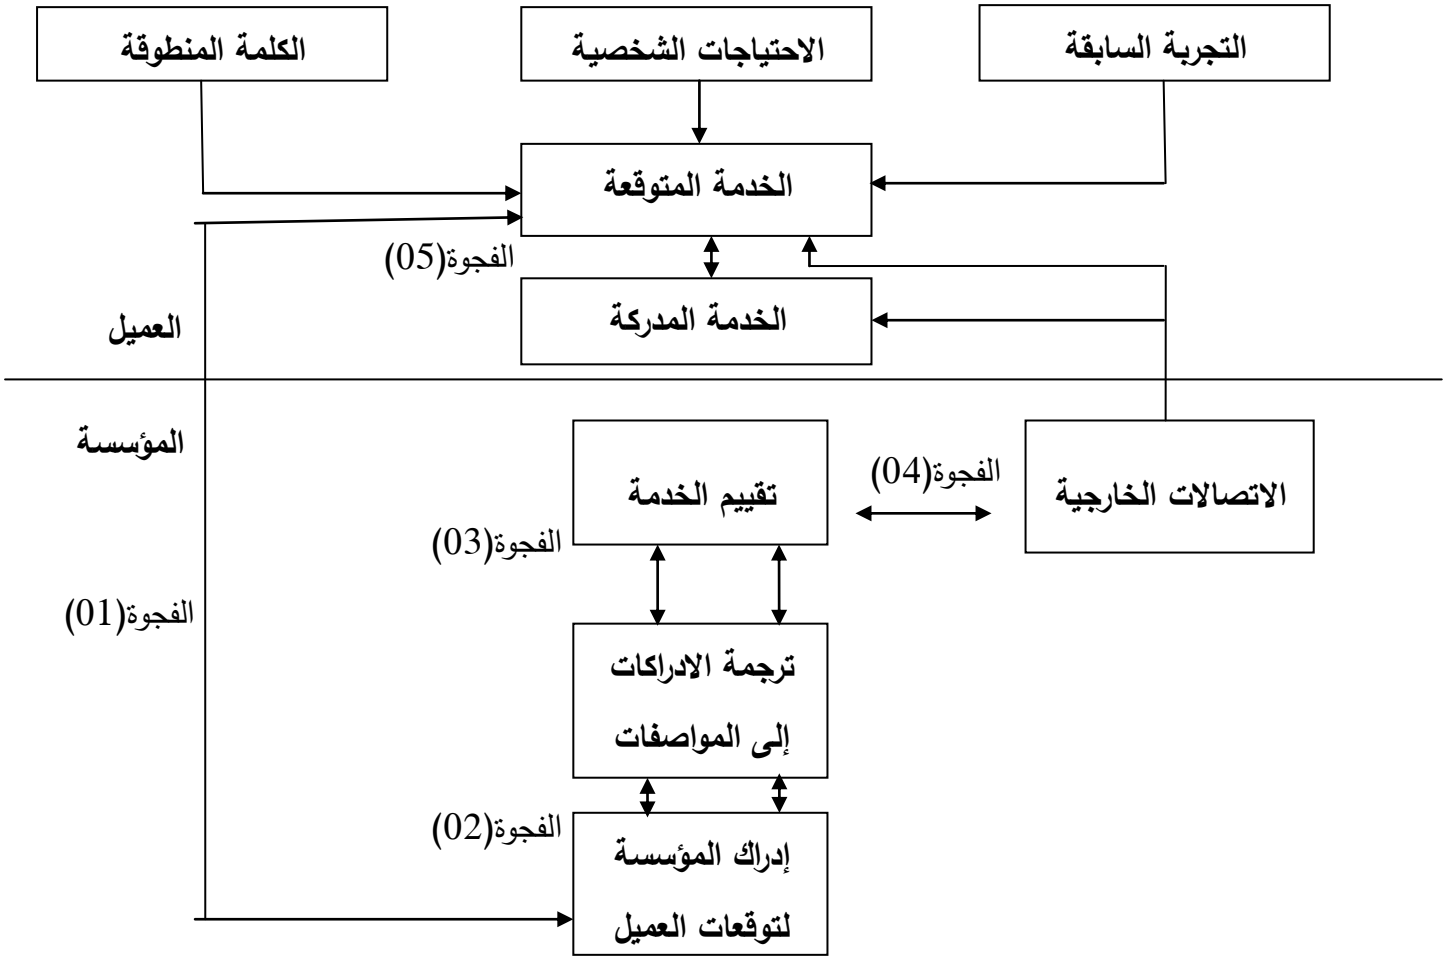 التجربة السابقة
الاحتياجات الشخصية
الكلمة المنطوقة
الخدمة المتوقعة
الفجوة(05)
الخدمة المدركة
العميل
المؤسسة
الاتصالات الخارجية
الفجوة(04)
تقييم الخدمة
الفجوة(03)
الفجوة(01)
ترجمة الادراكات
إلى المواصفات
الفجوة(02)
إدراك المؤسسة
لتوقعات العميل